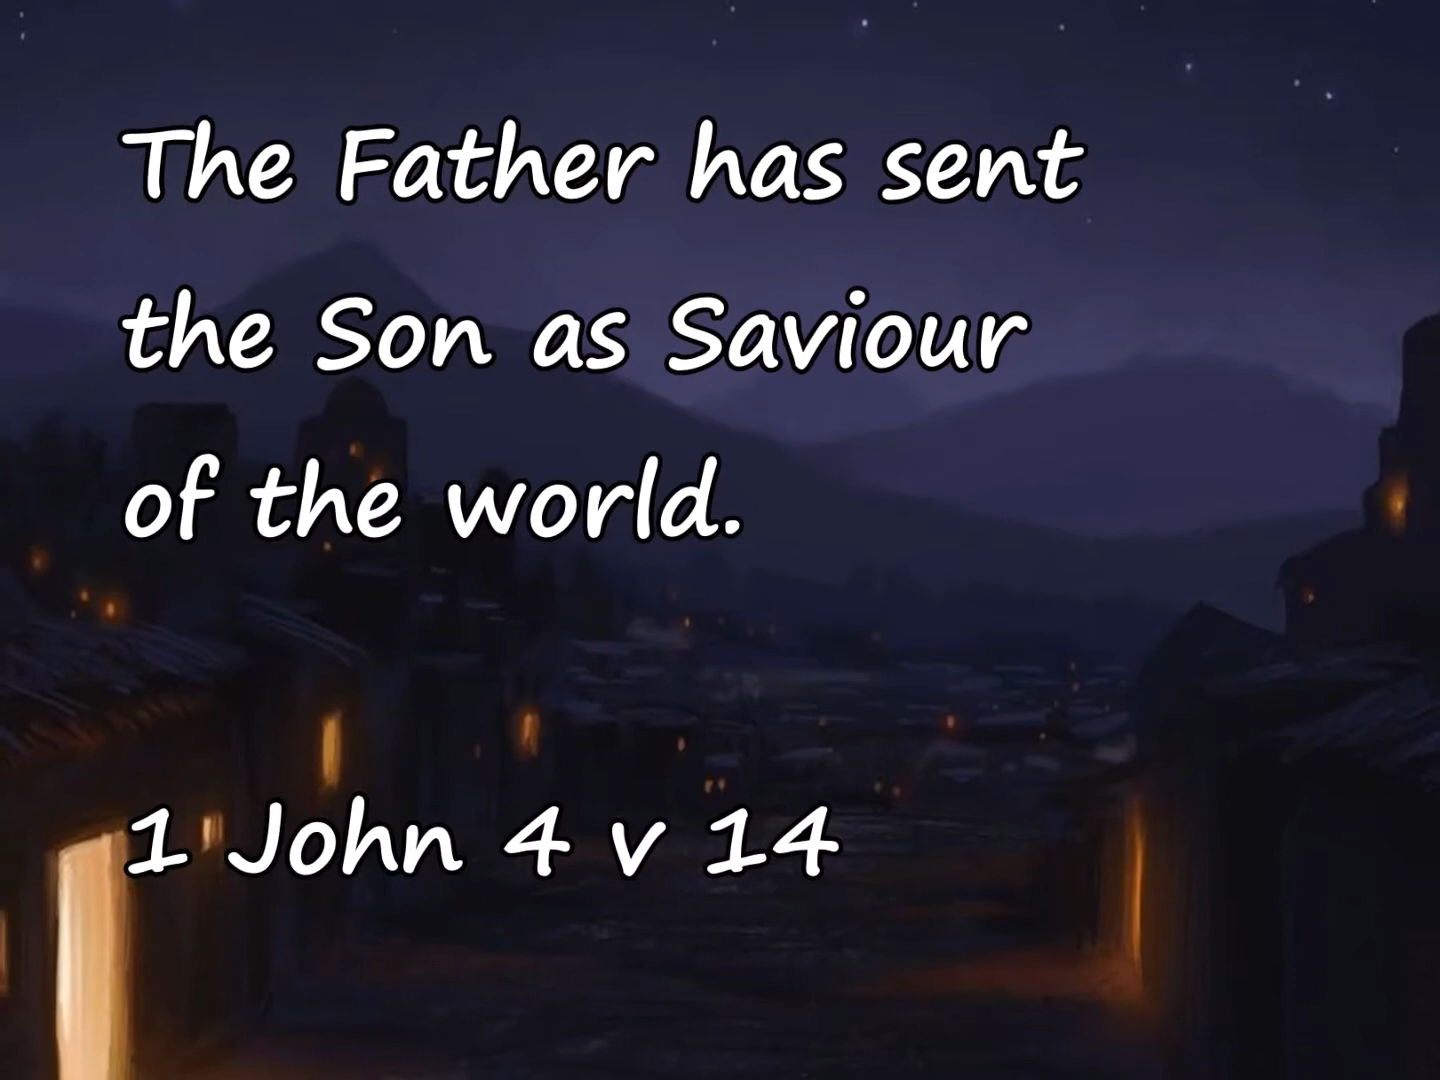 The Father has sent
the Son as Saviour
of the world.
1 John 4 v 14